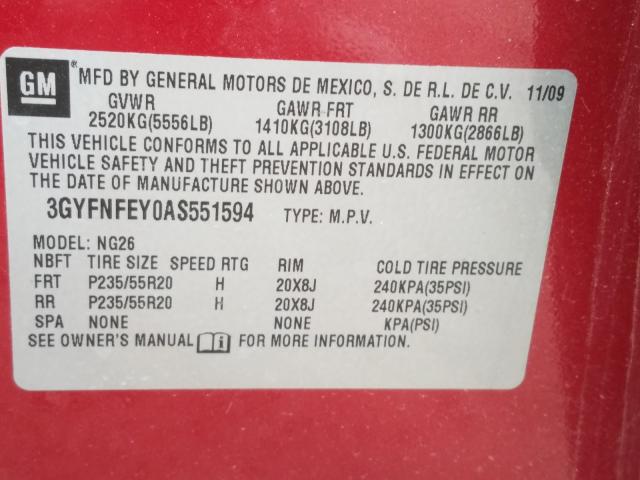 GM
® MFD BY GENERAL MOTORS DE MEXICO, S. DE R.L. DE C.V. 11/09
GVWR GAWR FRT GAWR RR
2520KG(5556LB) 1410KG(3108LB) 1300KG(2866LB)
THIS VEHICLE CONFORMS TO ALL APPLICABLE U.S. FEDERAL MOTOR
VEHICLE SAFETY AND THEFT PREVENTION STANDARDS IN EFFECT ON
THE DATE OF MANUFACTURE SHOWN ABOVE.
3GYFNFEY0AS551594 TYPE: M.P.V.
MODEL: NG26
NBFT TIRE SIZE SPEED RTG RIM COLD TIRE PRESSURE
FRT P235/55R20 H 20X8J 240KPA(35PSI)
RR P235/55R20 H 20X8J 240KPA(35PSI)
SPA NONE NONE KPA(PSI)
SEE OWNER'S MANUAL FOR MORE INFORMATION.